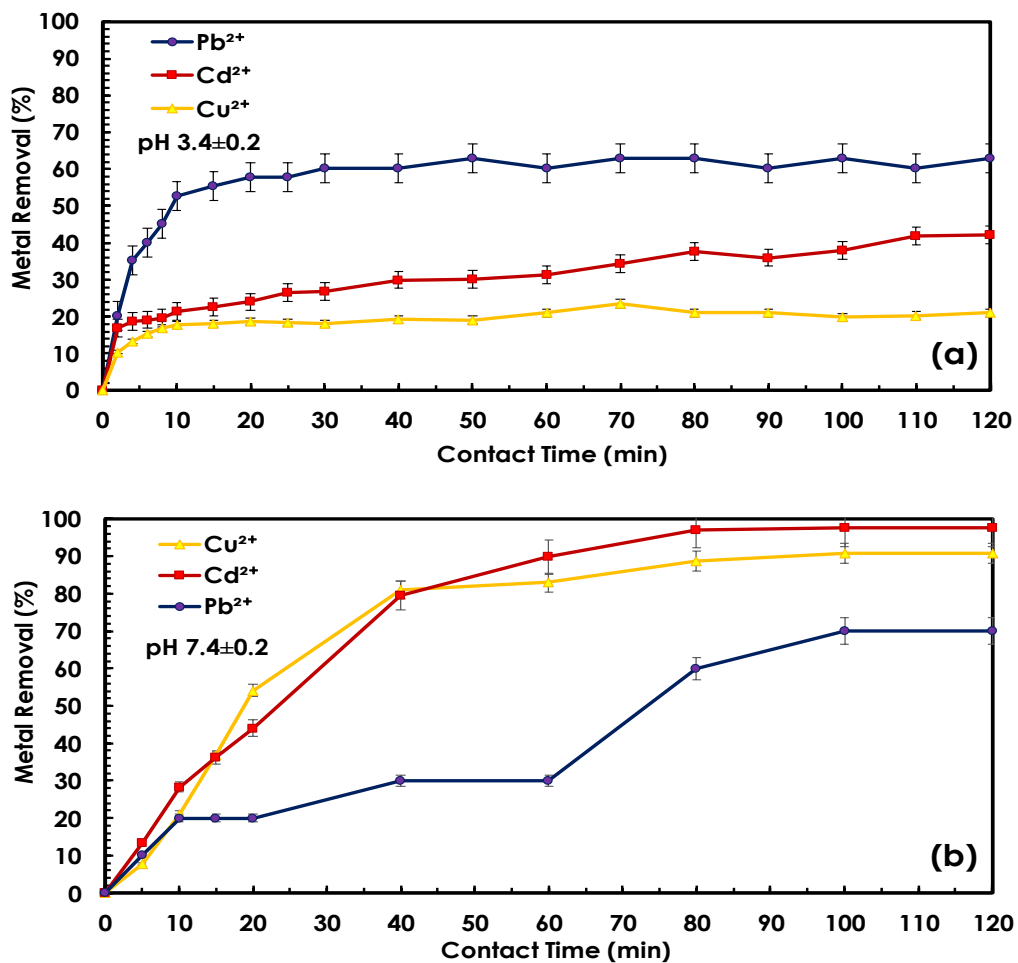 Metal Removal (%)
100
90
80
70
60
50
40
30
20
10
0
Pb²⁺
Cd²⁺
Cu²⁺
pH 3.4±0.2
(a)
0 10 20 30 40 50 60 70 80 90 100 110 120
Contact Time (min)
Metal Removal (%)
100
90
80
70
60
50
40
30
20
10
0
Cu²⁺
Cd²⁺
Pb²⁺
pH 7.4±0.2
(b)
0 10 20 30 40 50 60 70 80 90 100 110 120
Contact Time (min)